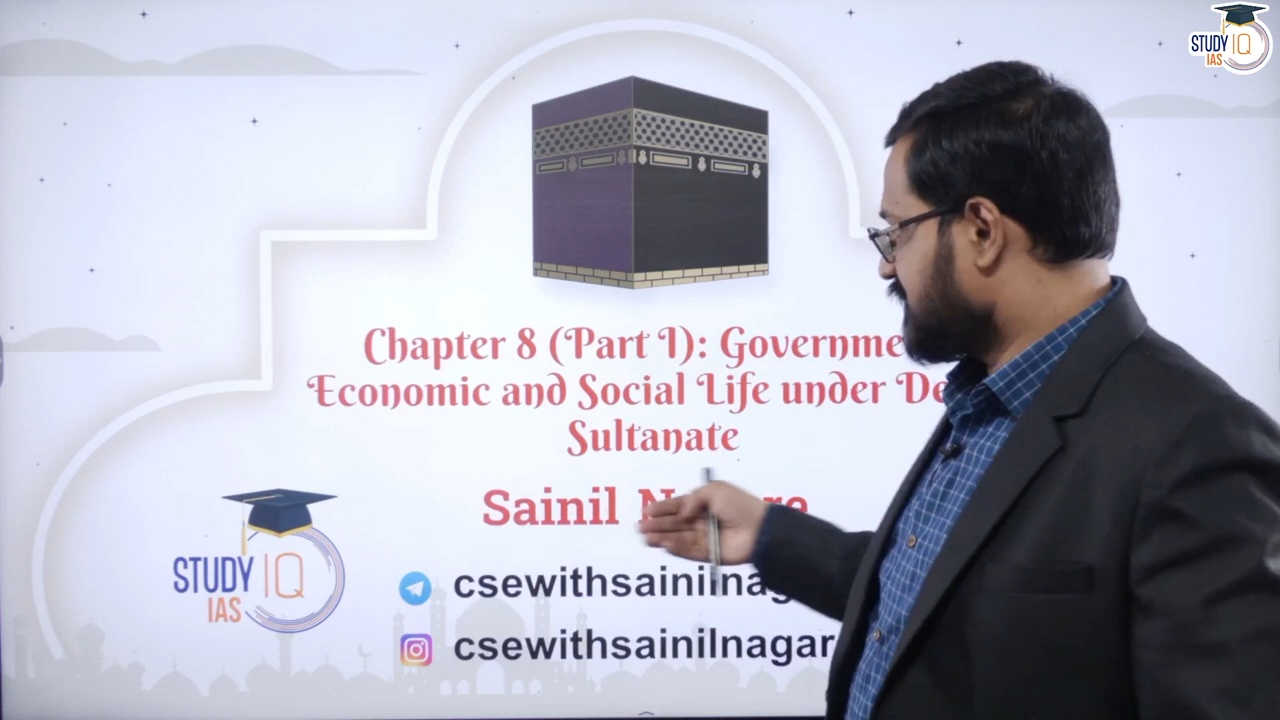 STUDY IQ
IAS
Chapter 8 (Part I): Governme
Economic and Social Life under De
Sultanate
Sainil
STUDY IQ
IAS
csewithsainilnag
csewithsainilnagar